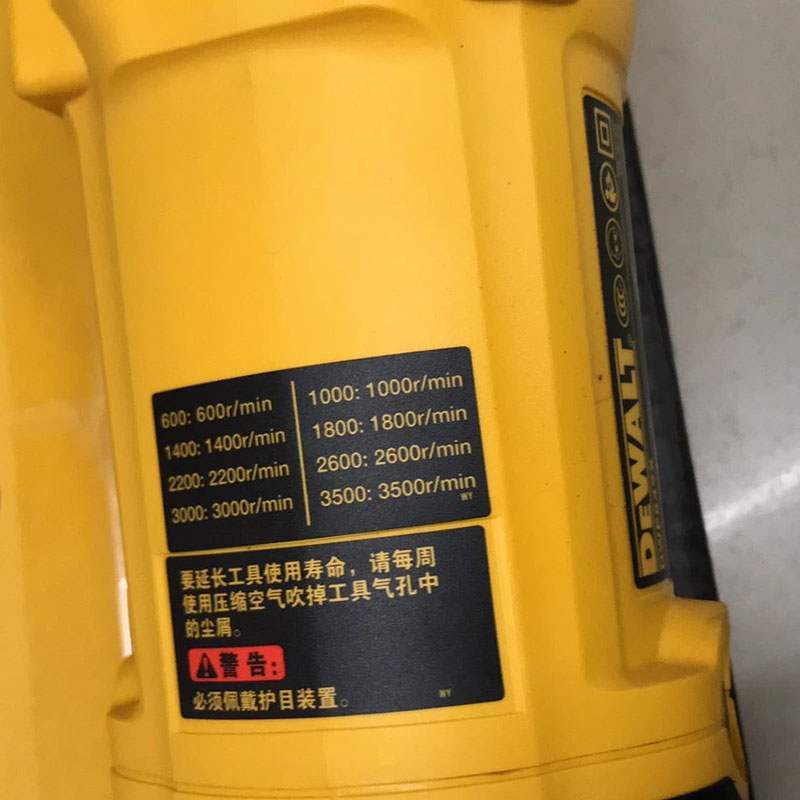 600: 600r/min
1400: 1400r/min
2200: 2200r/min
3000: 3000r/min
1000: 1000r/min
1800: 1800r/min
2600: 2600r/min
3500: 3500r/min
WY
要延长工具使用寿命，请每周
使用压缩空气吹掉工具气孔中
的尘屑。
警告:
必须佩戴护目装置。
WY
DEWALT